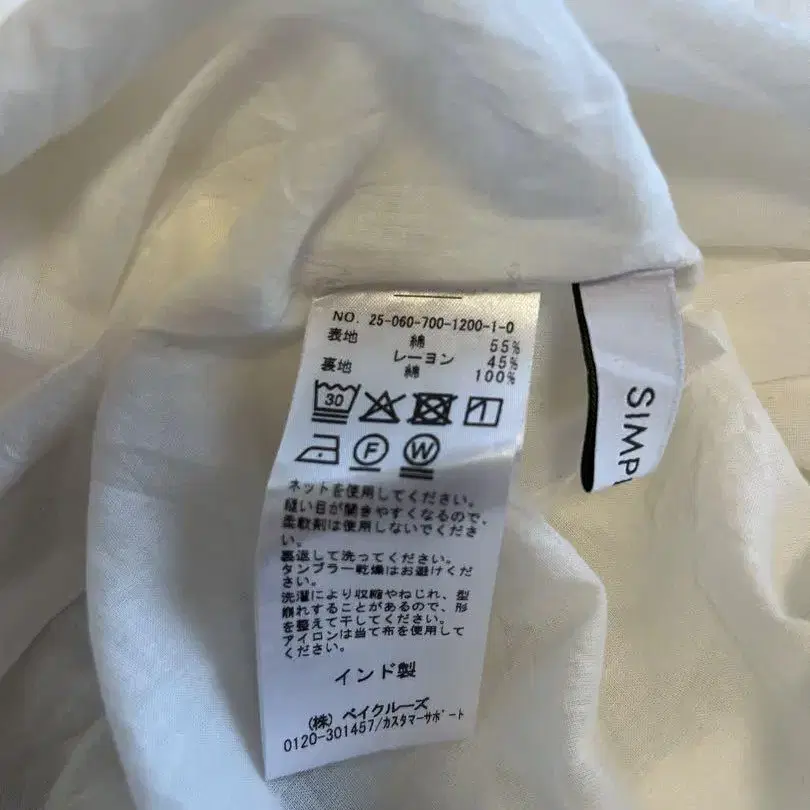 NO. 25-060-700-1200-1-0
表地 綿 55%
レーヨン 45%
裏地 綿 100%
30
F W
ネットを使用してください。
縫い目が開きやすくなるので、
柔軟剤は使用しないでくださ
い。
裏返して洗ってください。
タンブラー乾燥はお避けくだ
さい。
洗濯により収縮やねじれ、型
崩れすることがあるので、形
を整えて干してください。
アイロンは当て布を使用して
ください。
インド製
(株) ベイクルーズ
0120-301457/カスタマーサポート
SIMPL